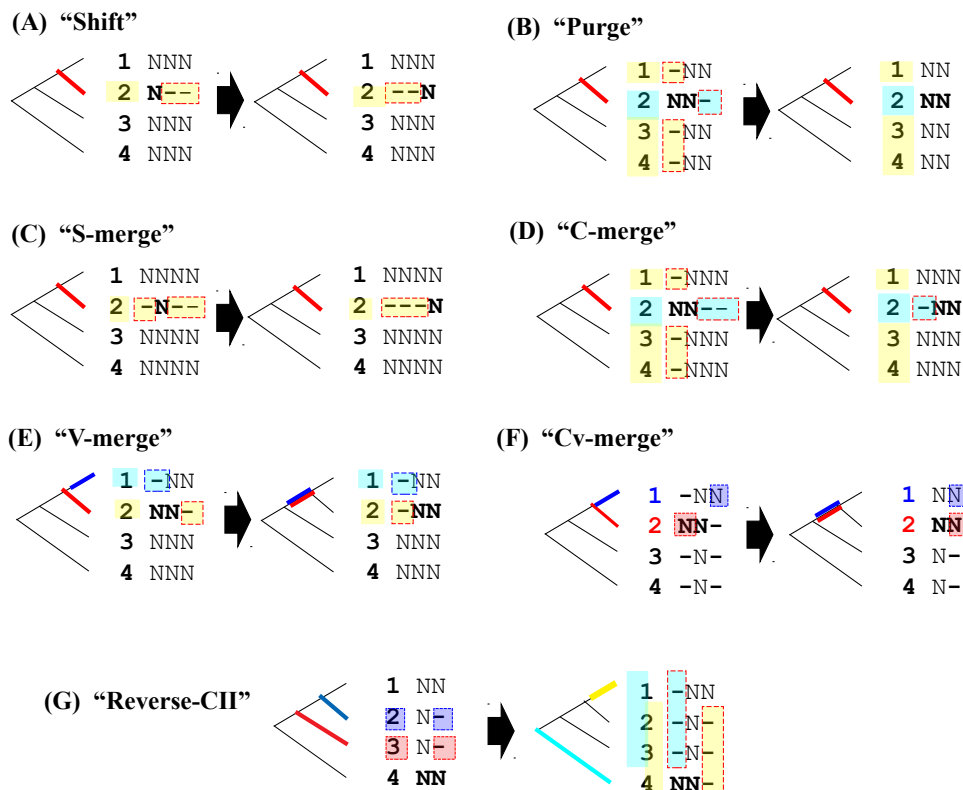 (A) “Shift”
1 NNN 1 NNN
2 N-- 2 --N
3 NNN 3 NNN
4 NNN 4 NNN
(B) “Purge”
1 -NN 1 NN
2 NN- 2 NN
3 -NN 3 NN
4 -NN 4 NN
(C) “S-merge”
1 NNNN 1 NNNN
2 -N-- 2 ---N
3 NNNN 3 NNNN
4 NNNN 4 NNNN
(D) “C-merge”
1 -NNN 1 NNN
2 NN-- 2 -NN
3 -NNN 3 NNN
4 -NNN 4 NNN
(E) “V-merge”
1 -NN 1 -NN
2 NN- 2 -NN
3 NNN 3 NNN
4 NNN 4 NNN
(F) “Cv-merge”
1 -NN 1 NN
2 NN- 2 NN
3 -N- 3 N-
4 -N- 4 N-
(G) “Reverse-CII”
1 NN 1 -NN
2 N- 2 -N-
3 N- 3 -N-
4 NN 4 NN-